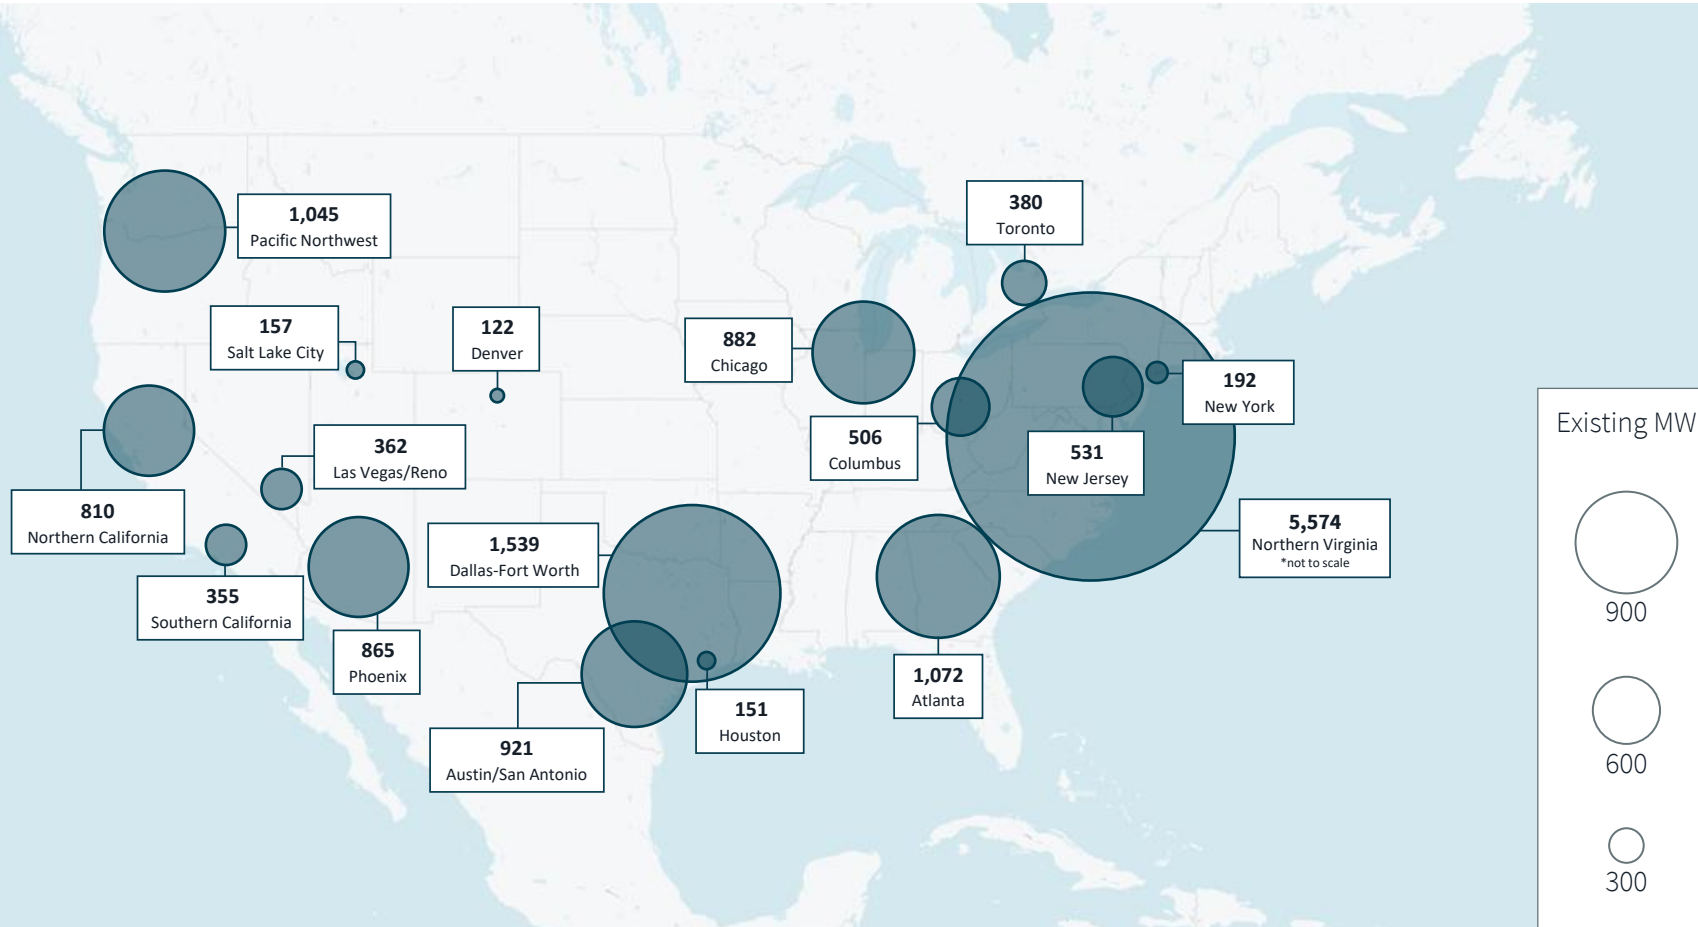 380
Toronto
1,045
Pacific Northwest
157
Salt Lake City
122
Denver
882
Chicago
192
New York
506
Columbus
531
New Jersey
362
Las Vegas/Reno
810
Northern California
1,539
Dallas-Fort Worth
5,574
Northern Virginia
*not to scale
355
Southern California
865
Phoenix
1,072
Atlanta
151
Houston
921
Austin/San Antonio
Existing MW
900
600
300